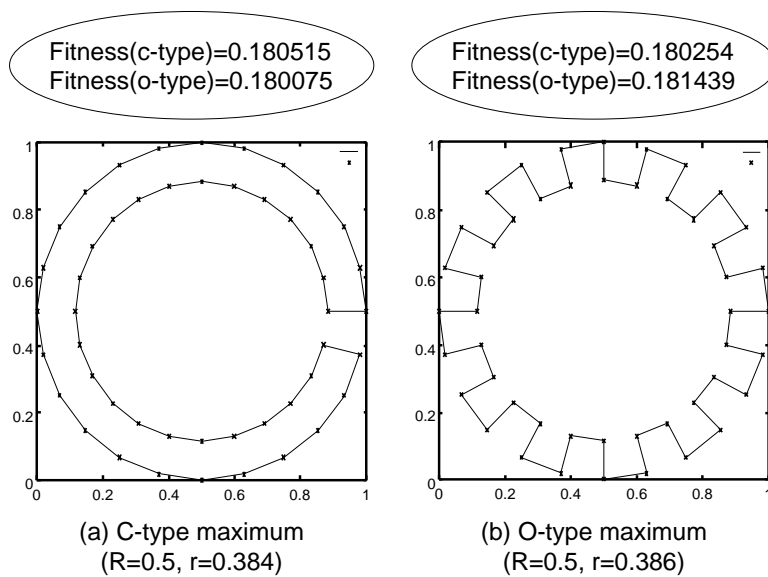 Fitness(c-type)=0.180515
Fitness(o-type)=0.180075
Fitness(c-type)=0.180254
Fitness(o-type)=0.181439
1
0.8
0.6
0.4
0.2
0
0 0.2 0.4 0.6 0.8 1
1
0.8
0.6
0.4
0.2
0
0 0.2 0.4 0.6 0.8 1
(a) C-type maximum
(R=0.5, r=0.384)
(b) O-type maximum
(R=0.5, r=0.386)